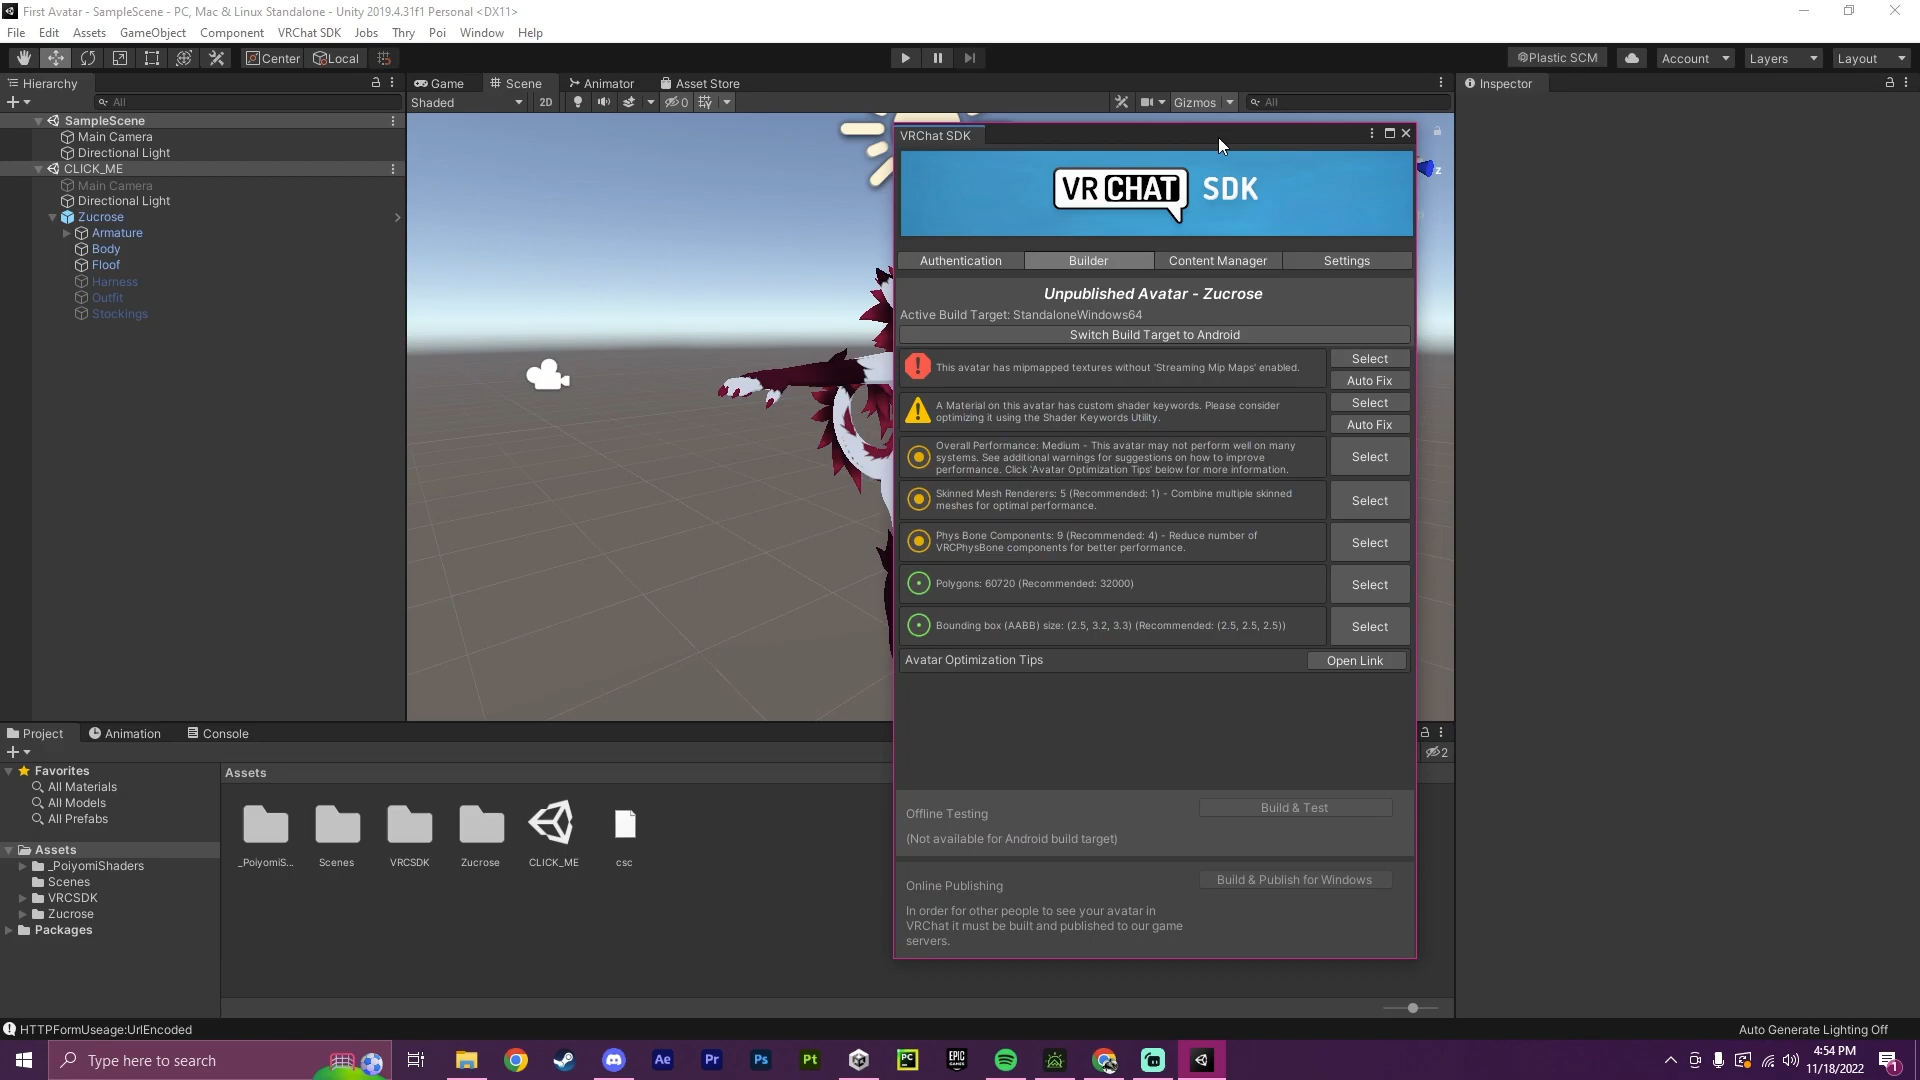 First Avatar - SampleScene - PC, Mac & Linux Standalone - Unity 2019.4.31f1 Personal <DX11>
File Edit Assets GameObject Component VRChat SDK Jobs Thry Poi Window Help
Center Local Plastic SCM Account Layers Layout
Hierarchy
All
SampleScene
Main Camera
Directional Light
CLICK_ME
Main Camera
Directional Light
Zucrose
Armature
Body
Floof
Harness
Outfit
Stockings
Game Scene Animator Asset Store
Shaded 2D 0 Gizmos All
z
Inspector
VRChat SDK
VR CHAT SDK
Authentication Builder Content Manager Settings
Unpublished Avatar - Zucrose
Active Build Target: StandaloneWindows64
Switch Build Target to Android
This avatar has mipmapped textures without 'Streaming Mip Maps' enabled.
Select
Auto Fix
A Material on this avatar has custom shader keywords. Please consider
optimizing it using the Shader Keywords Utility.
Select
Auto Fix
Overall Performance: Medium - This avatar may not perform well on many
systems. See additional warnings for suggestions on how to improve
performance. Click 'Avatar Optimization Tips' below for more information.
Select
Skinned Mesh Renderers: 5 (Recommended: 1) - Combine multiple skinned
meshes for optimal performance.
Select
Phys Bone Components: 9 (Recommended: 4) - Reduce number of
VRCPhysBone components for better performance.
Select
Polygons: 60720 (Recommended: 32000)
Select
Bounding box (AABB) size: (2.5, 3.2, 3.3) (Recommended: (2.5, 2.5, 2.5))
Select
Avatar Optimization Tips Open Link
Offline Testing Build & Test
(Not available for Android build target)
Online Publishing Build & Publish for Windows
In order for other people to see your avatar in
VRChat it must be built and published to our game
servers.
Project Animation Console
2
Favorites
All Materials
All Models
All Prefabs
Assets
_PoiyomiShaders
Scenes
VRCSDK
Zucrose
Packages
Assets
_PoiyomiS... Scenes VRCSDK Zucrose CLICK_ME csc
HTTPFormUseage:UrlEncoded
Auto Generate Lighting Off
Type here to search
Ae Pr Ps Pt PC EPIC GAMES
4:54 PM
11/18/2022
1